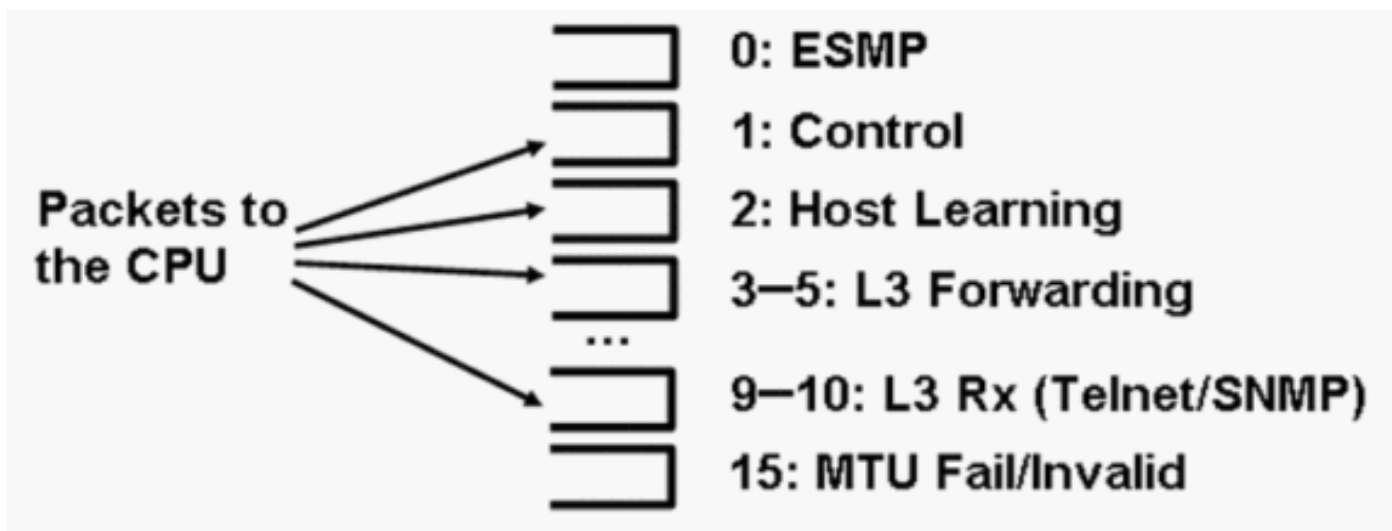 0: ESMP
1: Control
Packets to
the CPU
2: Host Learning
3–5: L3 Forwarding
...
9–10: L3 Rx (Telnet/SNMP)
15: MTU Fail/Invalid